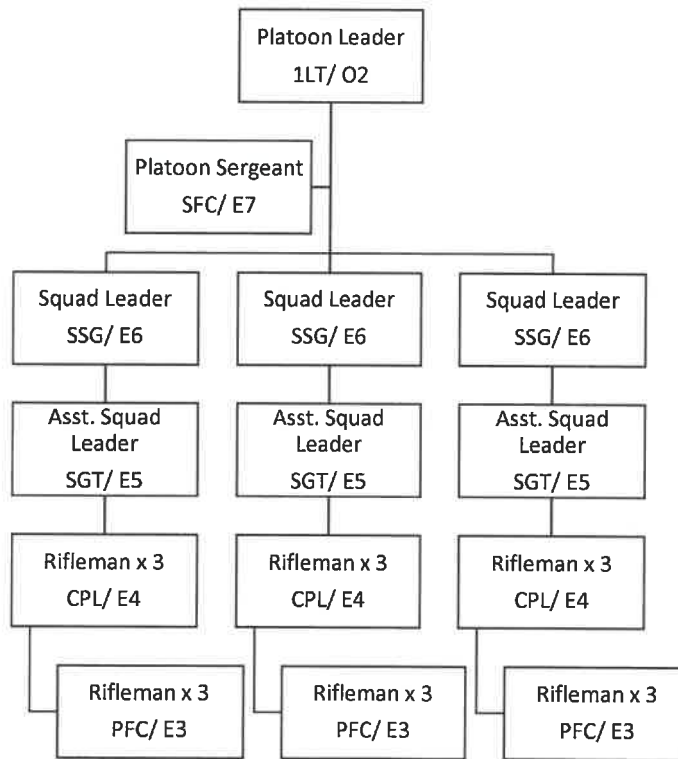 Platoon Leader
1LT/ O2
Platoon Sergeant
SFC/ E7
Squad Leader
SSG/ E6
Squad Leader
SSG/ E6
Squad Leader
SSG/ E6
Asst. Squad
Leader
SGT/ E5
Asst. Squad
Leader
SGT/ E5
Asst. Squad
Leader
SGT/ E5
Rifleman x 3
CPL/ E4
Rifleman x 3
CPL/ E4
Rifleman x 3
CPL/ E4
Rifleman x 3
PFC/ E3
Rifleman x 3
PFC/ E3
Rifleman x 3
PFC/ E3